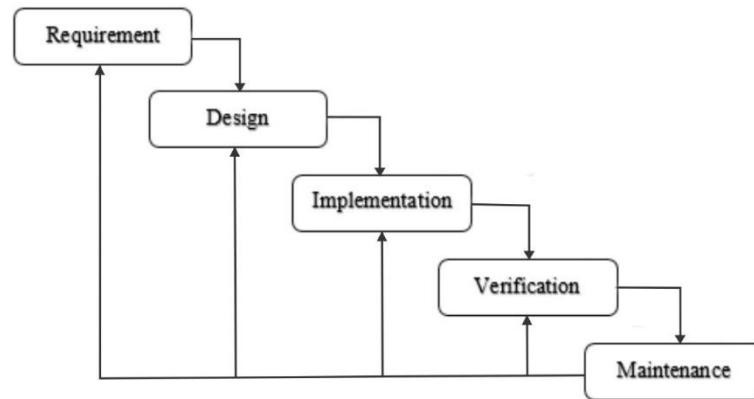 Requirement
Design
Implementation
Verification
Maintenance